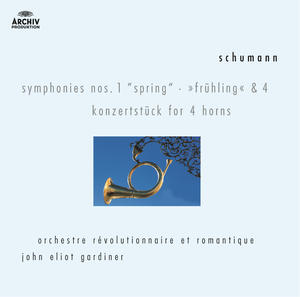 ARCHIV
PRODUKTION
schumann
symphonies nos. 1 "spring" - »frühling« & 4
konzertstück for 4 horns
orchestre révolutionnaire et romantique
john eliot gardiner